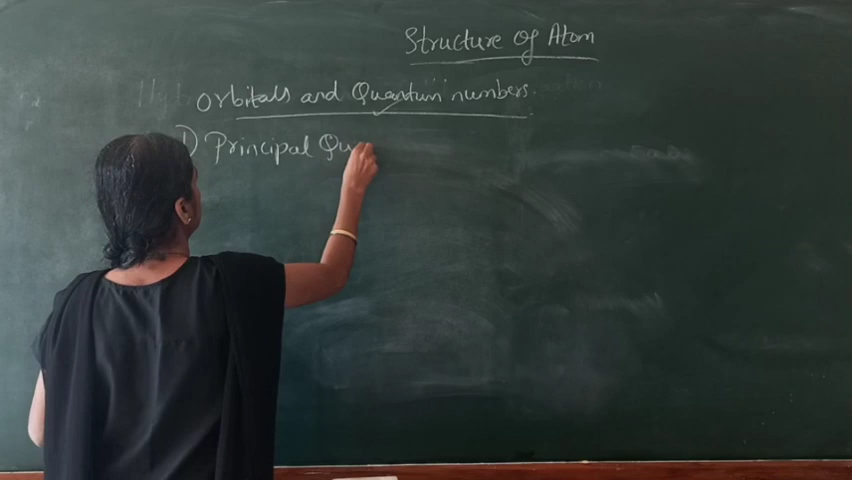 Structure of Atom
Orbitals and Quantum numbers.
1) Principal Qu